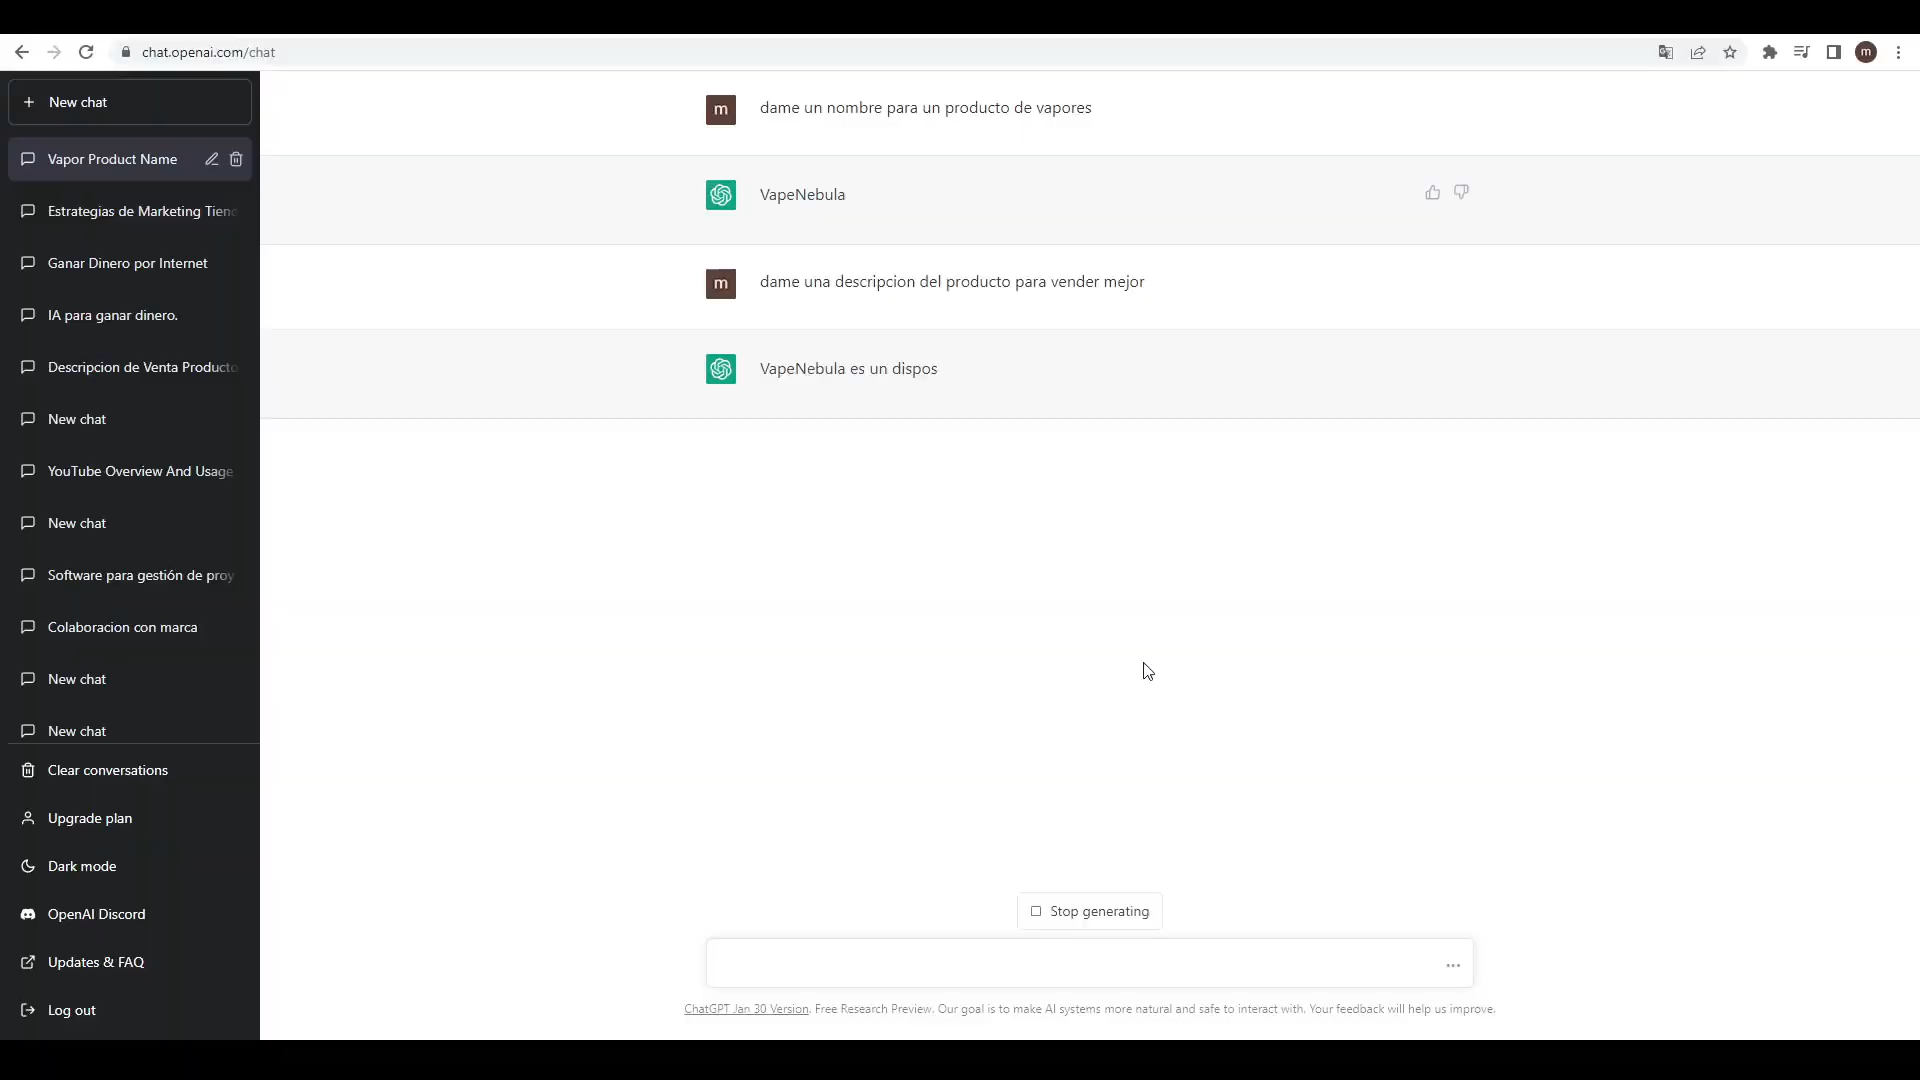 chat.openai.com/chat
m
New chat
Vapor Product Name
Estrategias de Marketing Tiend
Ganar Dinero por Internet
IA para ganar dinero.
Descripcion de Venta Producto
New chat
YouTube Overview And Usage
New chat
Software para gestión de proy
Colaboracion con marca
New chat
New chat
Clear conversations
Upgrade plan
Dark mode
OpenAI Discord
Updates & FAQ
Log out
m
dame un nombre para un producto de vapores
VapeNebula
m
dame una descripcion del producto para vender mejor
VapeNebula es un dispos
Stop generating
ChatGPT Jan 30 Version. Free Research Preview. Our goal is to make AI systems more natural and safe to interact with. Your feedback will help us improve.